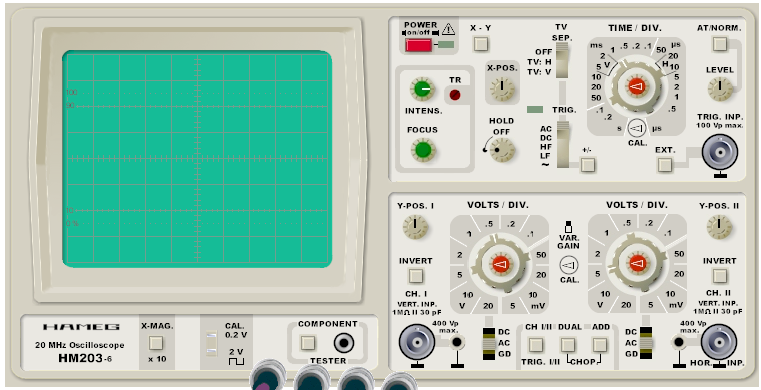 POWER
on/off
X - Y
TV
SEP.
OFF
TV: H
TV: V
TIME / DIV.
ms
µs
.5 .2 .1
1
2
5
10
20
50
.1
.2
s
50
20
10
5
2
1
.5
µs
V
H
CAL.
AT/NORM.
LEVEL
TRIG. INP.
100 Vp max.
X-POS.
TR
INTENS.
FOCUS
HOLD
OFF
TRIG.
AC
DC
HF
LF
~
+/-
EXT.
100
90
10
0 %
Y-POS. I
VOLTS / DIV.
.5 .2
1 .1
2 50
5 20
10 10
V 20 5 mV
INVERT
CH. I
VERT. INP.
1MΩ II 30 pF
VAR.
GAIN
CAL.
VOLTS / DIV.
.5 .2
1 .1
2 50
5 20
10 10
V 20 5 mV
Y-POS. II
INVERT
CH. II
VERT. INP.
1MΩ II 30 pF
400 Vp
max.
DC
AC
GD
CH I/II DUAL ADD
TRIG. I/II CHOP.
DC
AC
GD
400 Vp
max.
HOR. INP.
HAMEG
20 MHz Oscilloscope
HM203-6
X-MAG.
x 10
CAL.
0.2 V
2 V
COMPONENT
TESTER